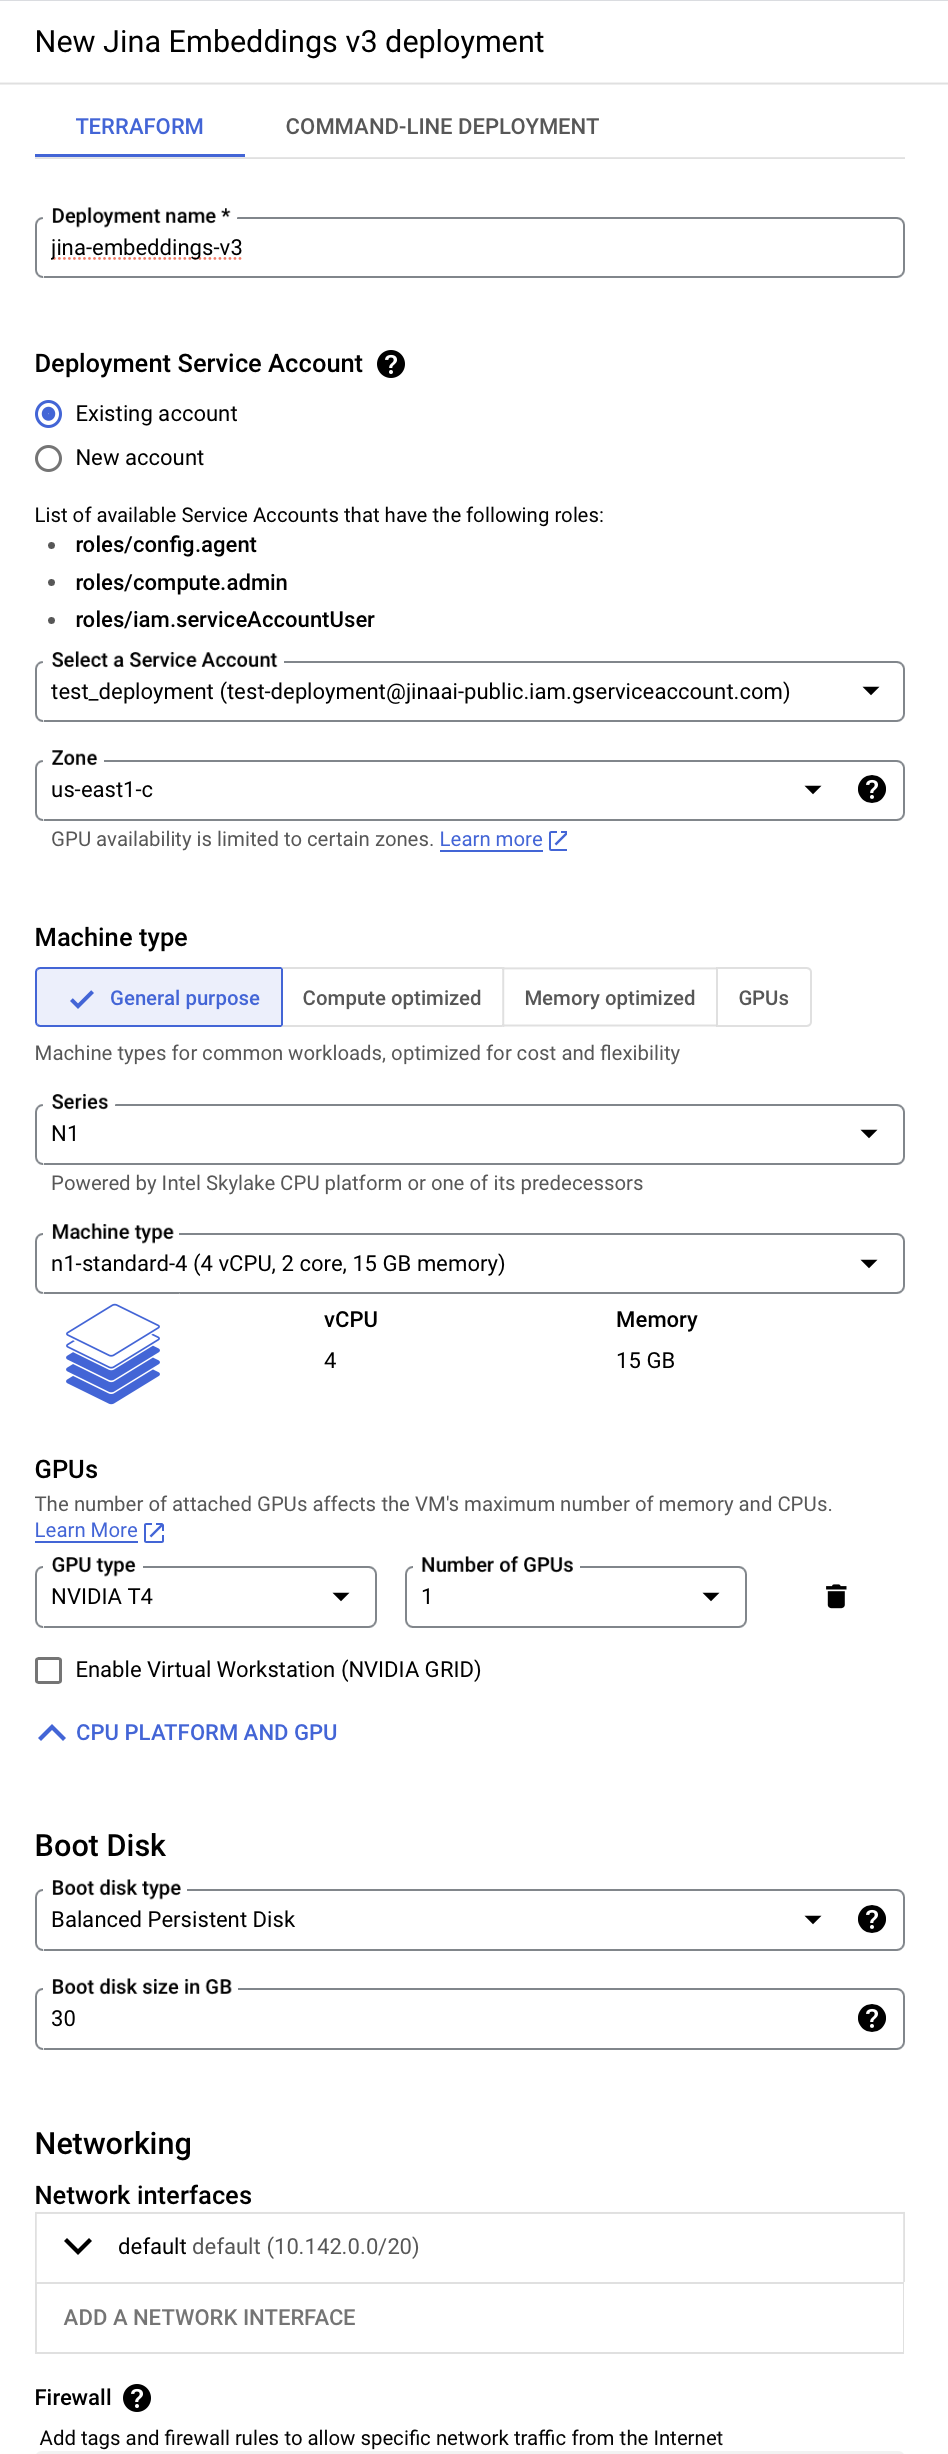 New Jina Embeddings v3 deployment
TERRAFORM
COMMAND-LINE DEPLOYMENT
Deployment name *
jina-embeddings-v3
Deployment Service Account
Existing account
New account
List of available Service Accounts that have the following roles:
roles/config.agent
roles/compute.admin
roles/iam.serviceAccountUser
Select a Service Account
test_deployment (test-deployment@jinaai-public.iam.gserviceaccount.com)
Zone
us-east1-c
GPU availability is limited to certain zones. Learn more
Machine type
General purpose
Compute optimized
Memory optimized
GPUs
Machine types for common workloads, optimized for cost and flexibility
Series
N1
Powered by Intel Skylake CPU platform or one of its predecessors
Machine type
n1-standard-4 (4 vCPU, 2 core, 15 GB memory)
vCPU
Memory
4
15 GB
GPUs
The number of attached GPUs affects the VM's maximum number of memory and CPUs.
Learn More
GPU type
Number of GPUs
NVIDIA T4
1
Enable Virtual Workstation (NVIDIA GRID)
CPU PLATFORM AND GPU
Boot Disk
Boot disk type
Balanced Persistent Disk
Boot disk size in GB
30
Networking
Network interfaces
default default (10.142.0.0/20)
ADD A NETWORK INTERFACE
Firewall
Add tags and firewall rules to allow specific network traffic from the Internet